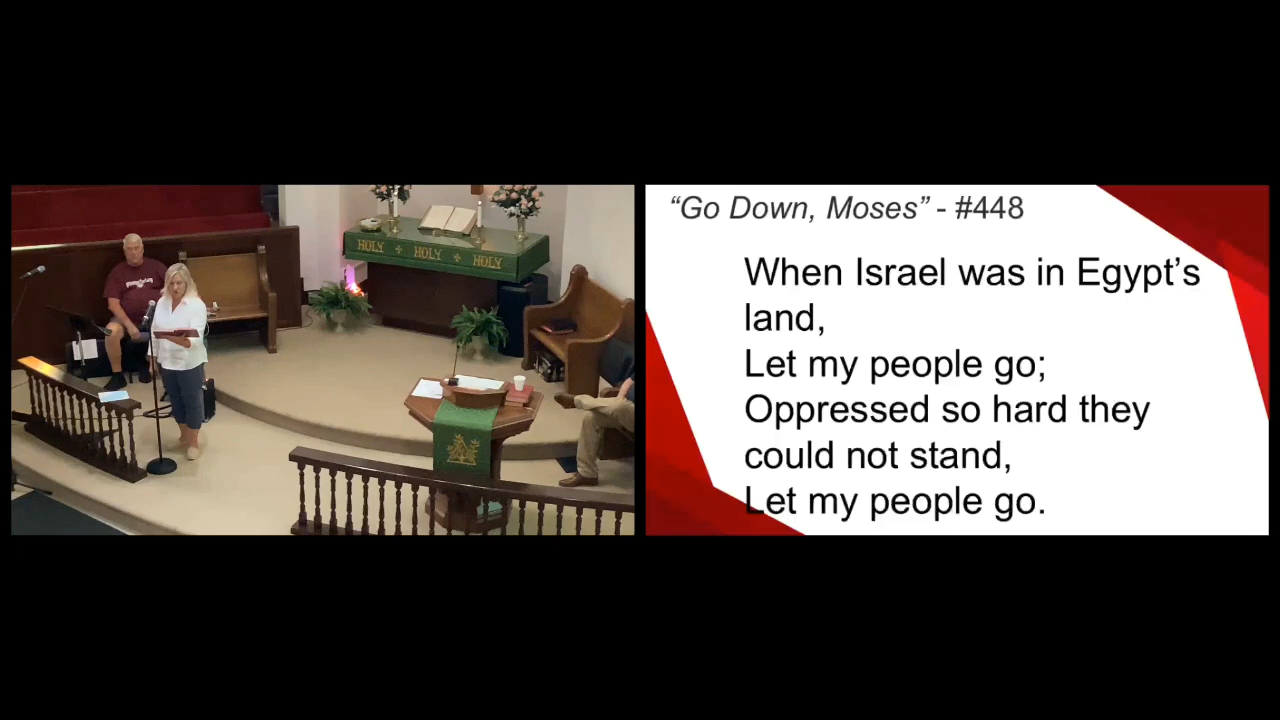 HOLY HOLY HOLY
“Go Down, Moses” - #448
When Israel was in Egypt’s
land,
Let my people go;
Oppressed so hard they
could not stand,
Let my people go.